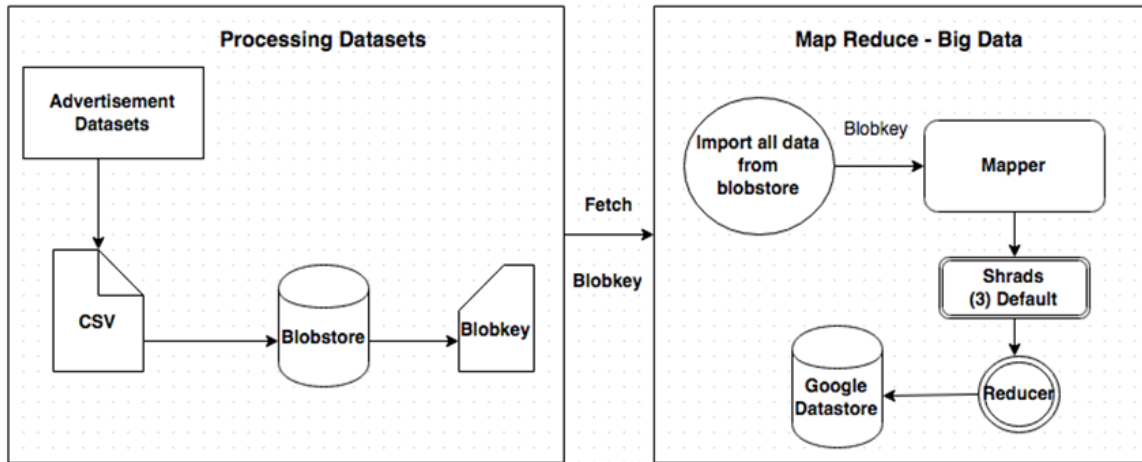 Processing Datasets
Advertisement
Datasets
CSV
Blobstore
Blobkey
Fetch
Blobkey
Map Reduce - Big Data
Import all data
from
blobstore
Blobkey
Mapper
Shrads
(3) Default
Reducer
Google
Datastore